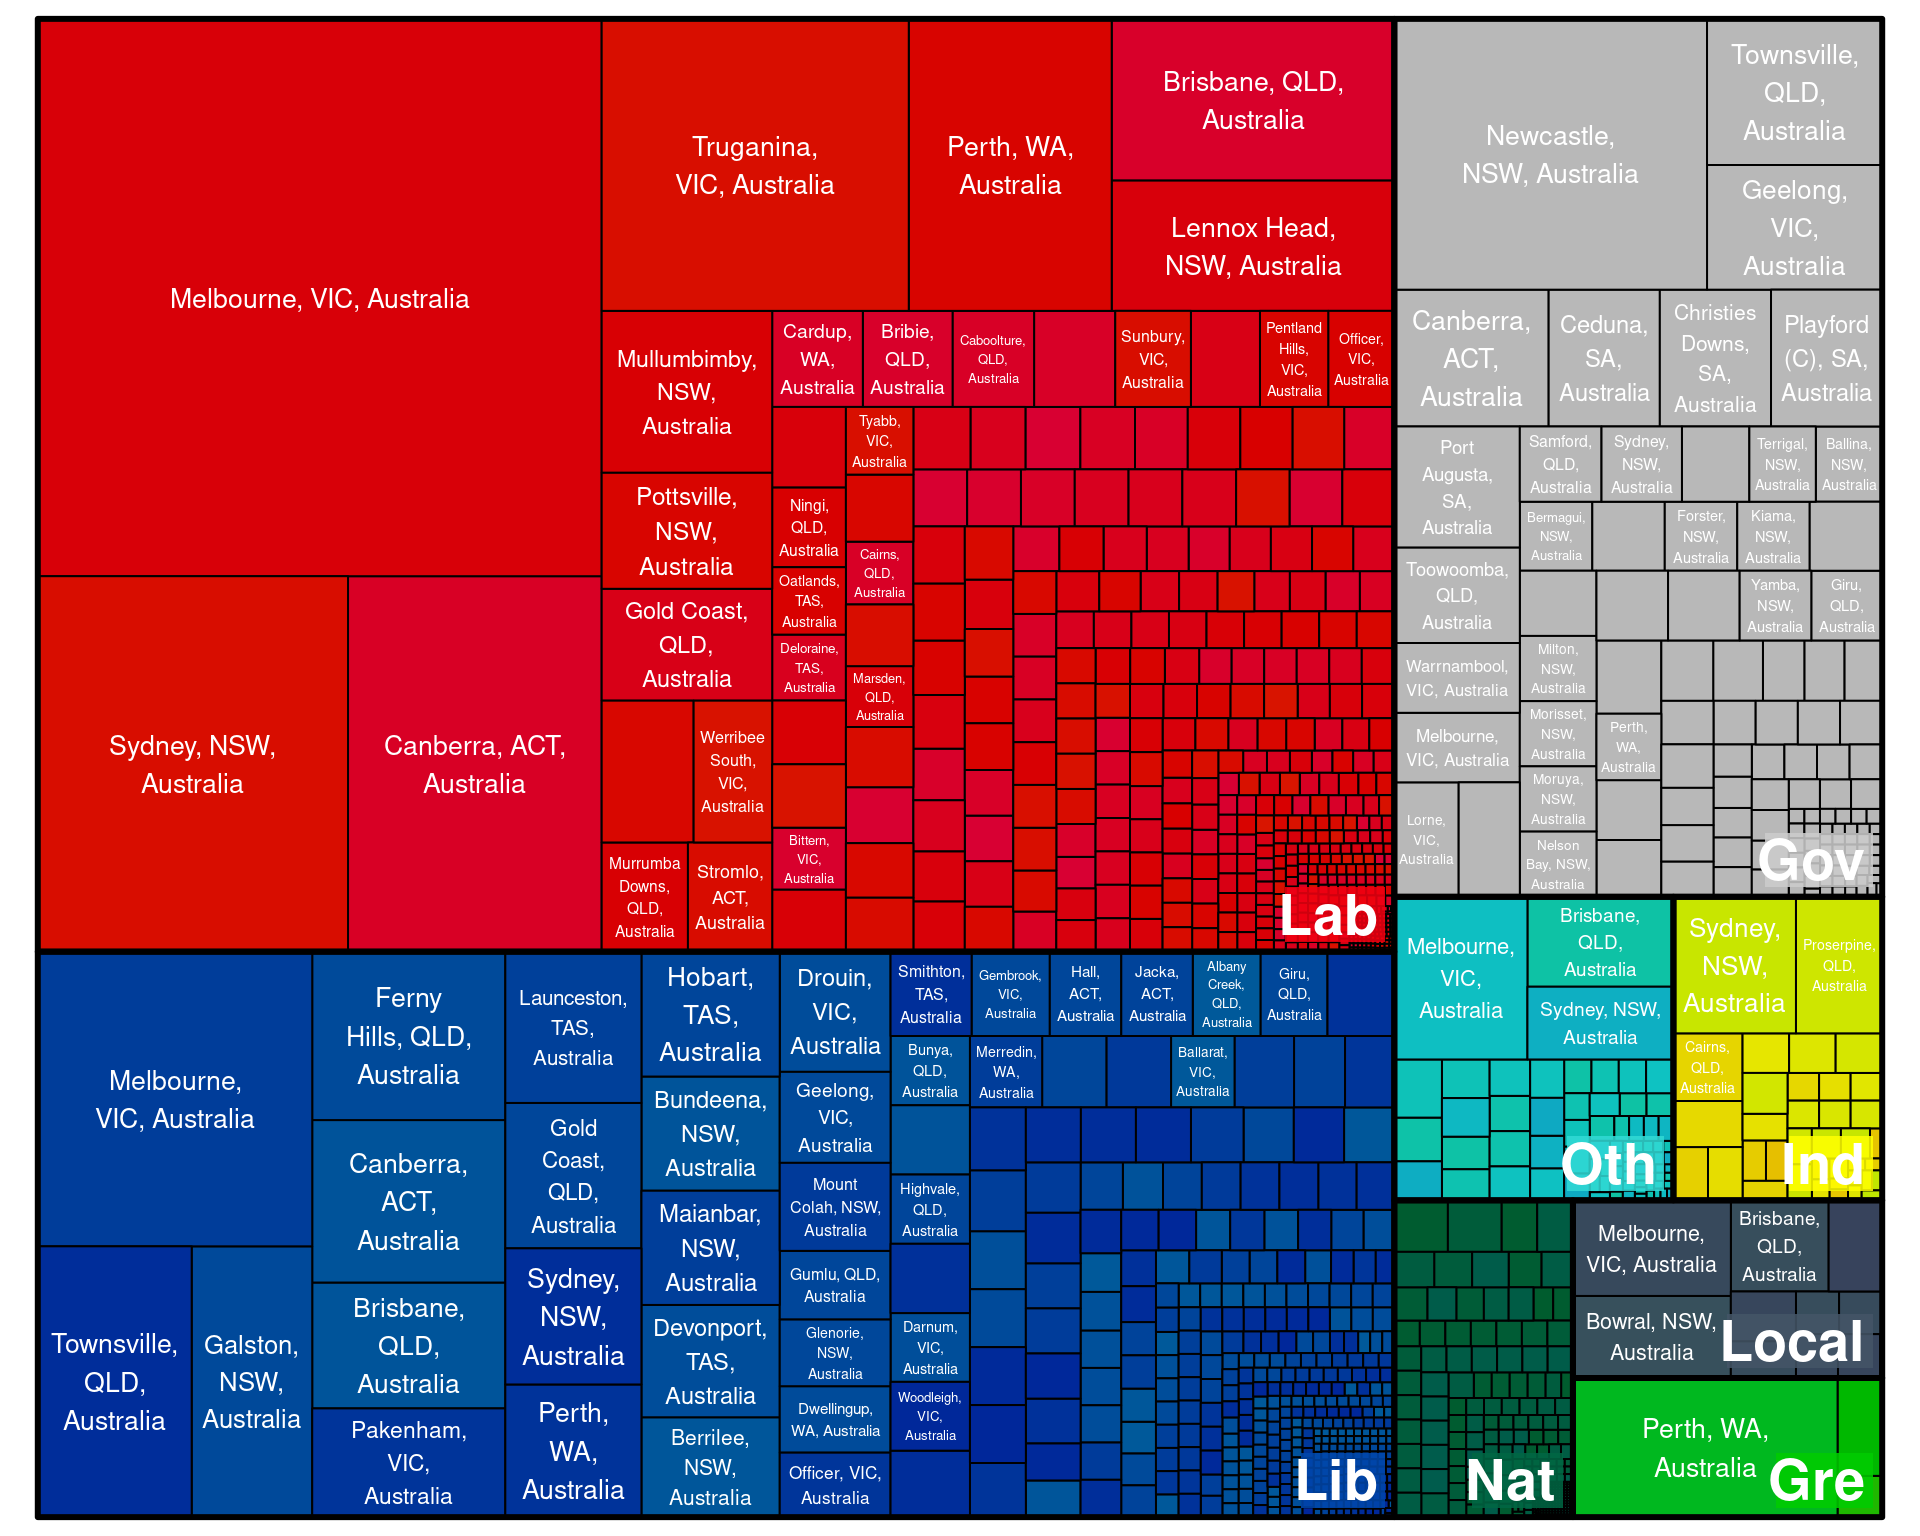 Melbourne, VIC, Australia
Sydney, NSW,
Australia
Canberra, ACT,
Australia
Truganina,
VIC, Australia
Perth, WA,
Australia
Brisbane, QLD,
Australia
Lennox Head,
NSW, Australia
Mullumbimby,
NSW,
Australia
Pottsville,
NSW,
Australia
Gold Coast,
QLD,
Australia
Werribee
South,
VIC,
Australia
Murrumba
Downs,
QLD,
Australia
Stromlo,
ACT,
Australia
Cardup,
WA,
Australia
Bribie,
QLD,
Australia
Caboolture,
QLD,
Australia
Sunbury,
VIC,
Australia
Pentland
Hills,
VIC,
Australia
Officer,
VIC,
Australia
Ningi,
QLD,
Australia
Oatlands,
TAS,
Australia
Deloraine,
TAS,
Australia
Bittern,
VIC,
Australia
Tyabb,
VIC,
Australia
Cairns,
QLD,
Australia
Marsden,
QLD,
Australia
Lab
Newcastle,
NSW, Australia
Townsville,
QLD,
Australia
Geelong,
VIC,
Australia
Canberra,
ACT,
Australia
Ceduna,
SA,
Australia
Christies
Downs,
SA,
Australia
Playford
(C), SA,
Australia
Port
Augusta,
SA,
Australia
Toowoomba,
QLD,
Australia
Warrnambool,
VIC, Australia
Melbourne,
VIC, Australia
Lorne,
VIC,
Australia
Samford,
QLD,
Australia
Sydney,
NSW,
Australia
Terrigal,
NSW,
Australia
Ballina,
NSW,
Australia
Bermagui,
NSW,
Australia
Forster,
NSW,
Australia
Kiama,
NSW,
Australia
Yamba,
NSW,
Australia
Giru,
QLD,
Australia
Milton,
NSW,
Australia
Morisset,
NSW,
Australia
Moruya,
NSW,
Australia
Nelson
Bay, NSW,
Australia
Perth,
WA,
Australia
Gov
Melbourne,
VIC, Australia
Townsville,
QLD,
Australia
Galston,
NSW,
Australia
Ferny
Hills, QLD,
Australia
Canberra,
ACT,
Australia
Brisbane,
QLD,
Australia
Pakenham,
VIC,
Australia
Launceston,
TAS,
Australia
Gold
Coast,
QLD,
Australia
Sydney,
NSW,
Australia
Perth,
WA,
Australia
Hobart,
TAS,
Australia
Bundeena,
NSW,
Australia
Maianbar,
NSW,
Australia
Devonport,
TAS,
Australia
Berrilee,
NSW,
Australia
Drouin,
VIC,
Australia
Geelong,
VIC,
Australia
Mount
Colah, NSW,
Australia
Gumlu, QLD,
Australia
Glenorie,
NSW,
Australia
Dwellingup,
WA, Australia
Officer, VIC,
Australia
Smithton,
TAS,
Australia
Gembrook,
VIC,
Australia
Hall,
ACT,
Australia
Jacka,
ACT,
Australia
Albany
Creek,
QLD,
Australia
Giru,
QLD,
Australia
Bunya,
QLD,
Australia
Merredin,
WA,
Australia
Ballarat,
VIC,
Australia
Highvale,
QLD,
Australia
Darnum,
VIC,
Australia
Woodleigh,
VIC,
Australia
Lib
Melbourne,
VIC,
Australia
Brisbane,
QLD,
Australia
Sydney, NSW,
Australia
Oth
Sydney,
NSW,
Australia
Proserpine,
QLD,
Australia
Cairns,
QLD,
Australia
Ind
Nat
Melbourne,
VIC, Australia
Brisbane,
QLD,
Australia
Bowral, NSW,
Australia
Local
Perth, WA,
Australia
Gre